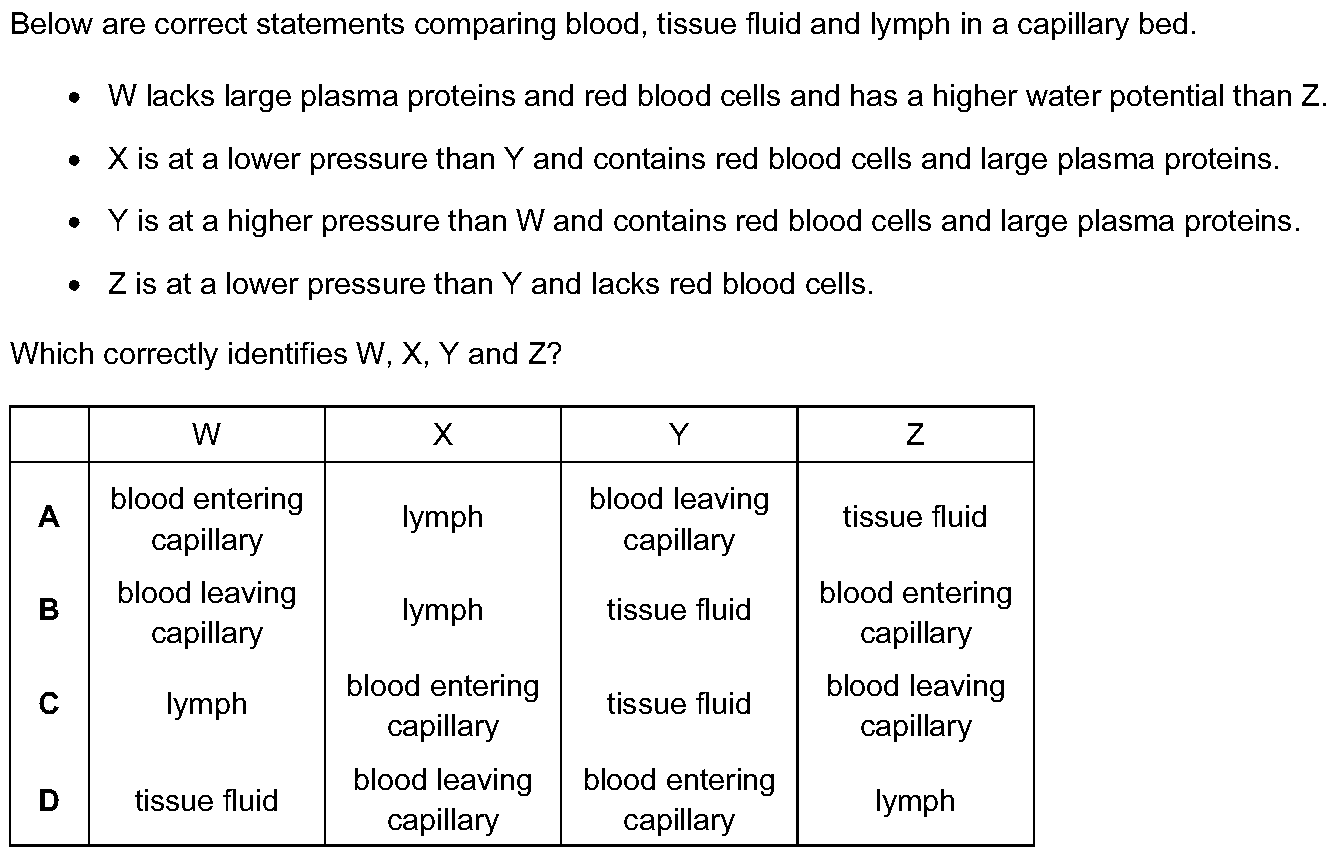 Below are correct statements comparing blood, tissue fluid and lymph in a capillary bed.
• W lacks large plasma proteins and red blood cells and has a higher water potential than Z.
• X is at a lower pressure than Y and contains red blood cells and large plasma proteins.
• Y is at a higher pressure than W and contains red blood cells and large plasma proteins.
• Z is at a lower pressure than Y and lacks red blood cells.
Which correctly identifies W, X, Y and Z?
W X Y Z
A blood entering capillary lymph blood leaving capillary tissue fluid
B blood leaving capillary lymph tissue fluid blood entering capillary
C lymph blood entering capillary tissue fluid blood leaving capillary
D tissue fluid blood leaving capillary blood entering capillary lymph